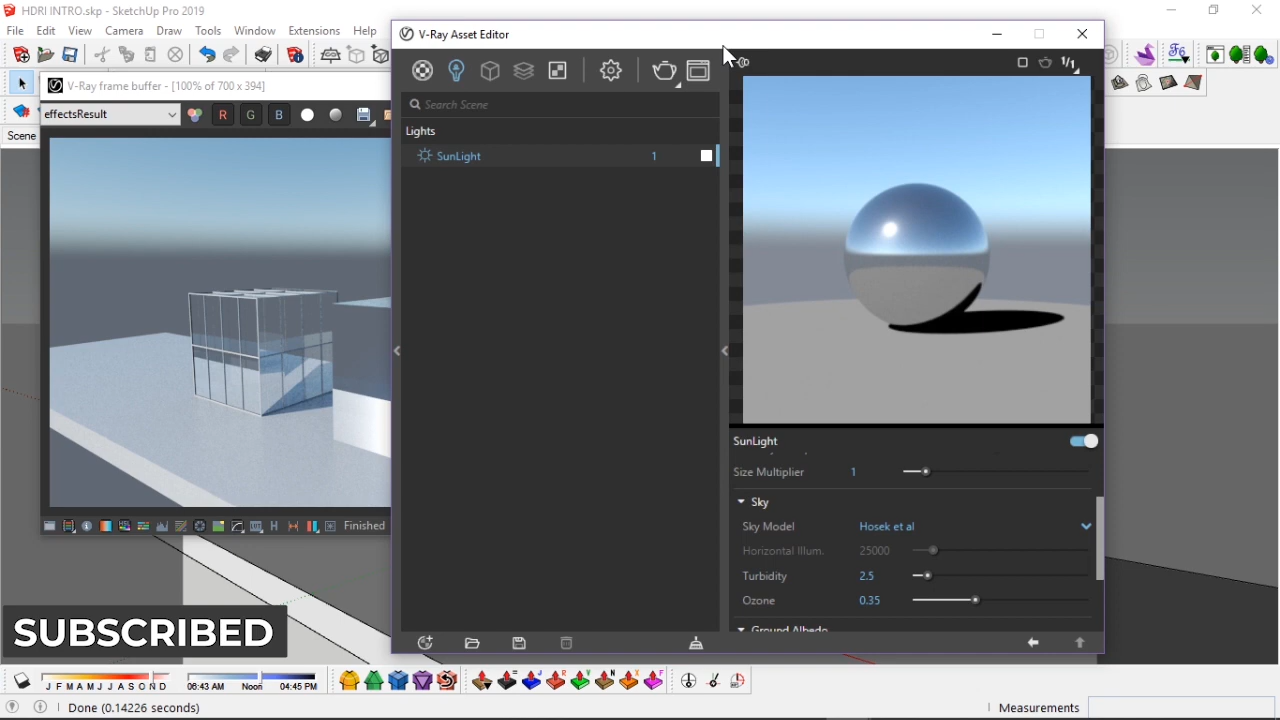 HDRI INTRO.skp - SketchUp Pro 2019
File Edit View Camera Draw Tools Window Extensions Help
V-Ray Asset Editor
V-Ray frame buffer - [100% of 700 x 394]
effectsResult
R G B
1/1
Search Scene
Scene
Lights
SunLight 1
SunLight
Size Multiplier 1
Sky
Sky Model Hosek et al
Horizontal Illum. 25000
Turbidity 2.5
Ozone 0.35
Ground Albedo
H
Finished
SUBSCRIBED
J F M A M J J A S O N D
06:43 AM Noon 04:45 PM
Done (0.14226 seconds)
Measurements